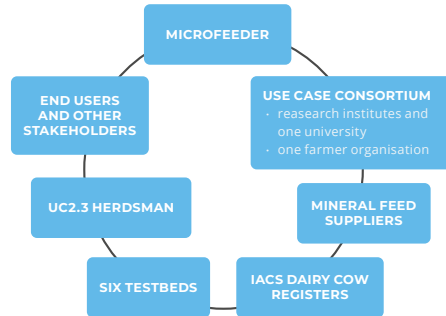 MICROFEEDER
USE CASE CONSORTIUM
· reasearch institutes and
one university
· one farmer organisation
MINERAL FEED
SUPPLIERS
IACS DAIRY COW
REGISTERS
SIX TESTBEDS
UC2.3 HERDSMAN
END USERS
AND OTHER
STAKEHOLDERS